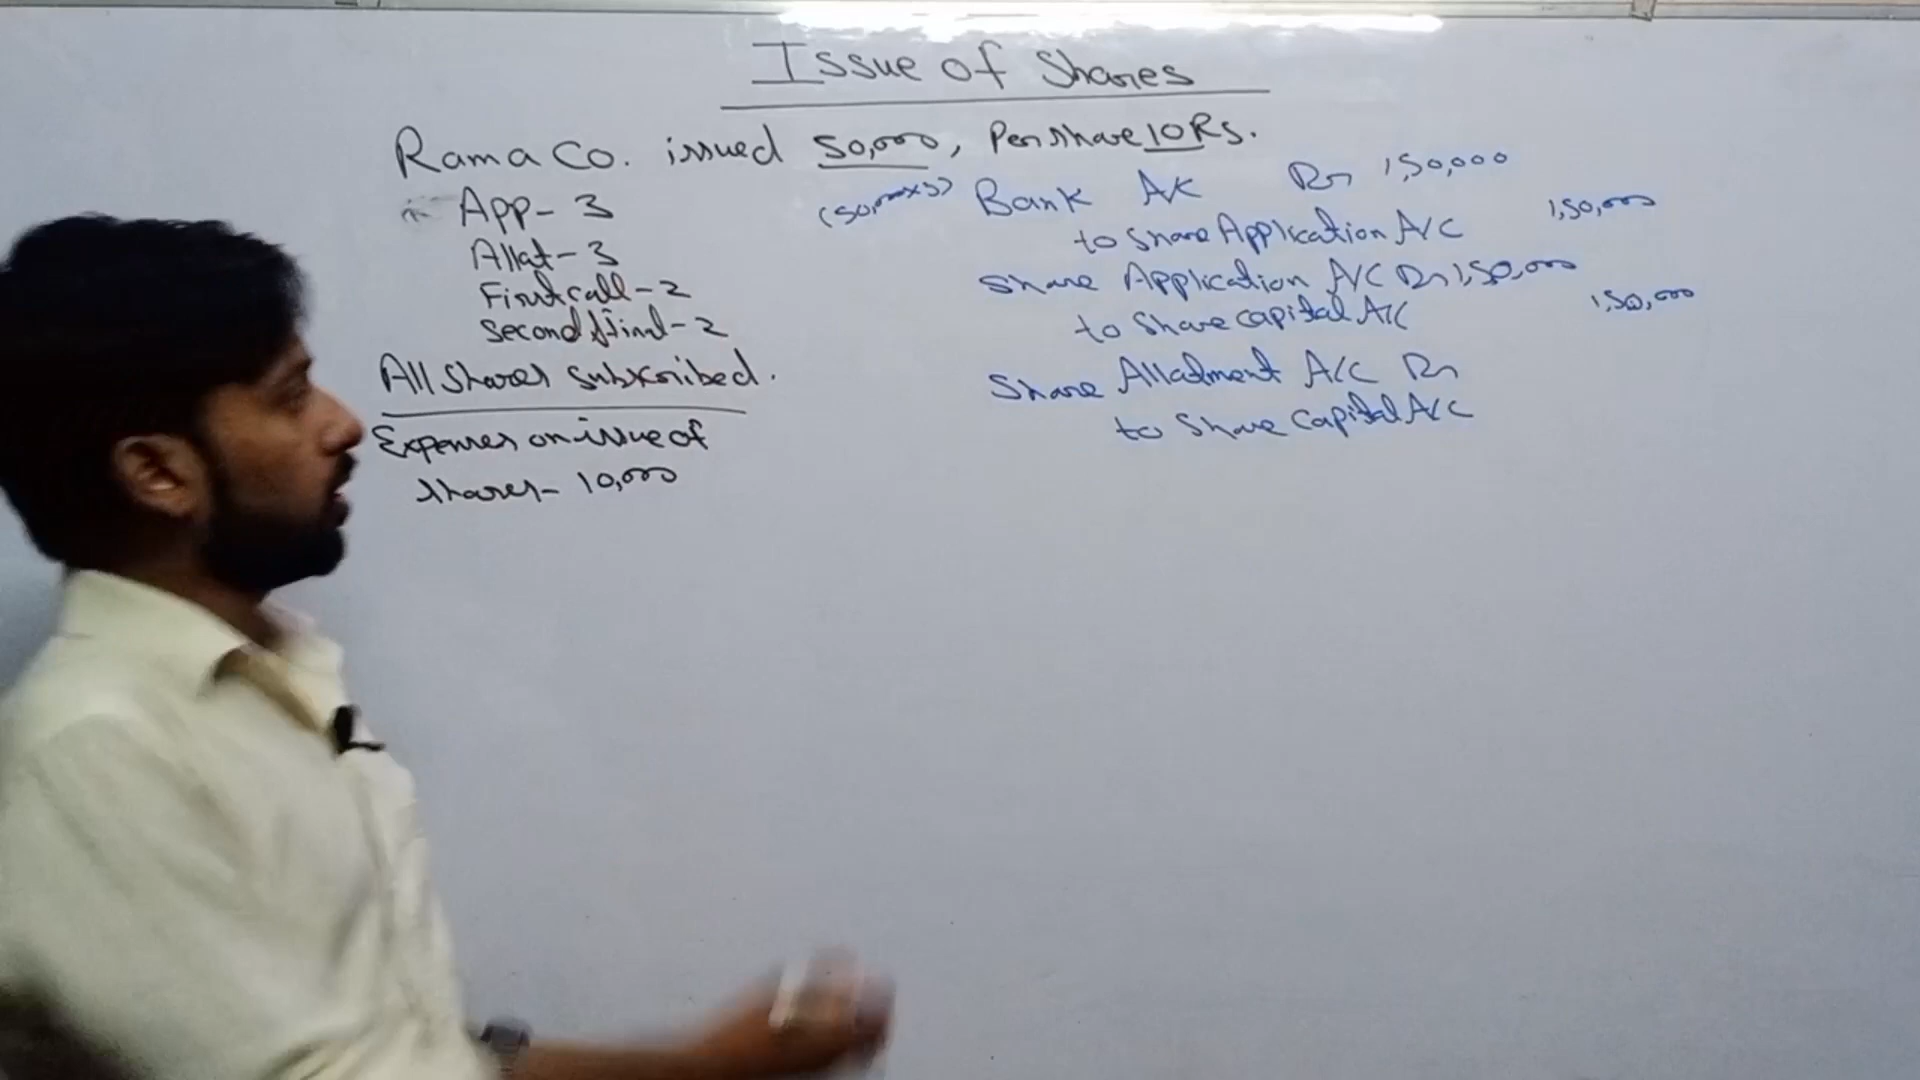 Issue of Shares
Rama Co. issued 50,000, Per share 10 Rs.
App- 3
Allot- 3
First call- 2
Second & Final- 2
All Shares subscribed.
Expenses on issue of
shares- 10,000
(50,000x3) Bank A/c Dr 1,50,000
to Share Application A/C 1,50,000
Share Application A/C Dr 1,50,000
to Share Capital A/C 1,50,000
Share Allotment A/C Dr
to Share Capital A/C